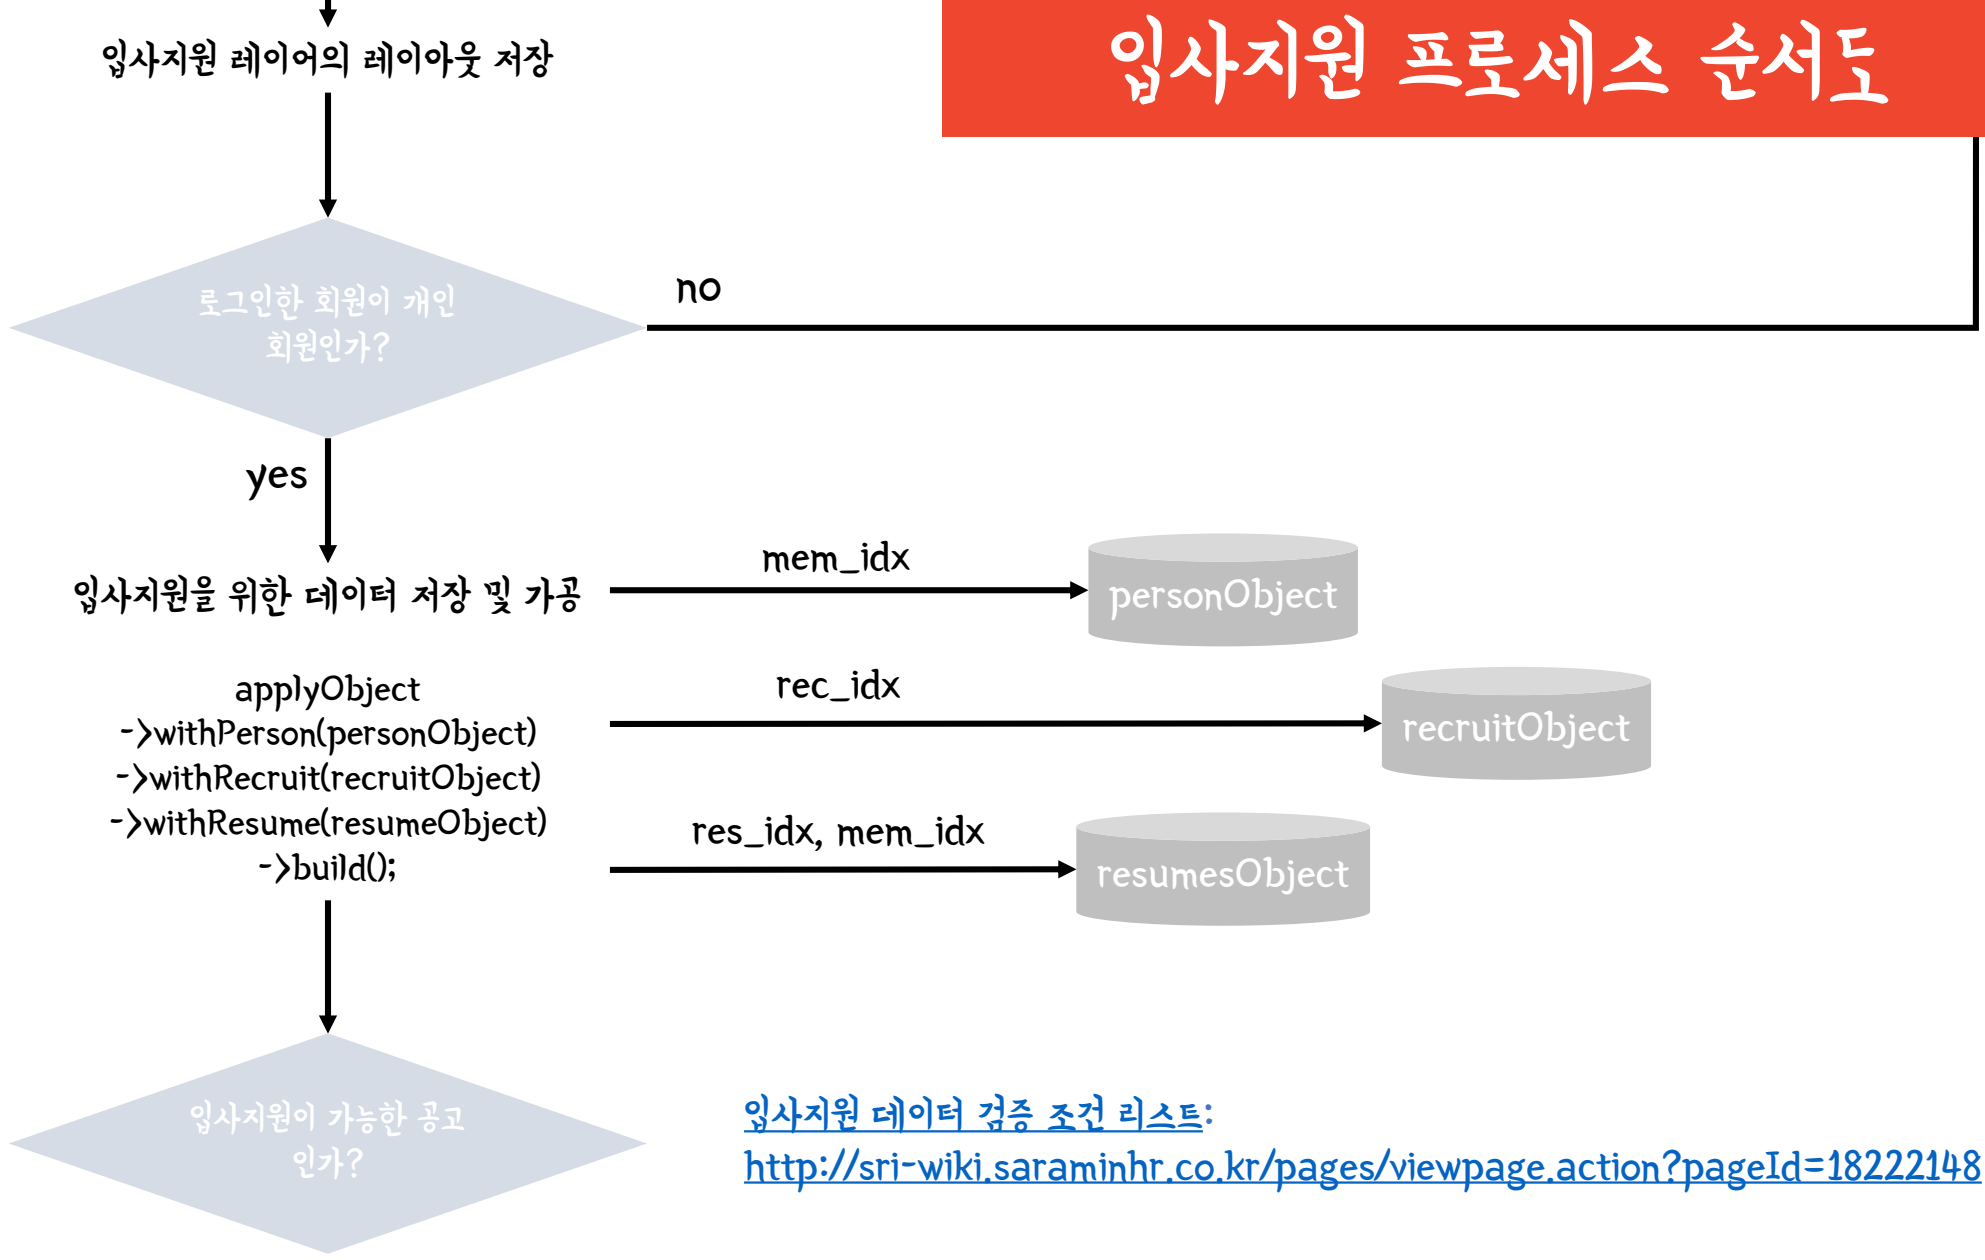 입사지원 프로세스 순서도
입사지원 레이어의 레이아웃 저장
로그인한 회원이 개인
회원인가?
no
yes
입사지원을 위한 데이터 저장 및 가공
mem_idx
personObject
applyObject
->withPerson(personObject)
->withRecruit(recruitObject)
->withResume(resumeObject)
->build();
rec_idx
recruitObject
res_idx, mem_idx
resumesObject
입사지원이 가능한 공고
인가?
입사지원 데이터 검증 조건 리스트:
http://sri-wiki.saraminhr.co.kr/pages/viewpage.action?pageId=18222148